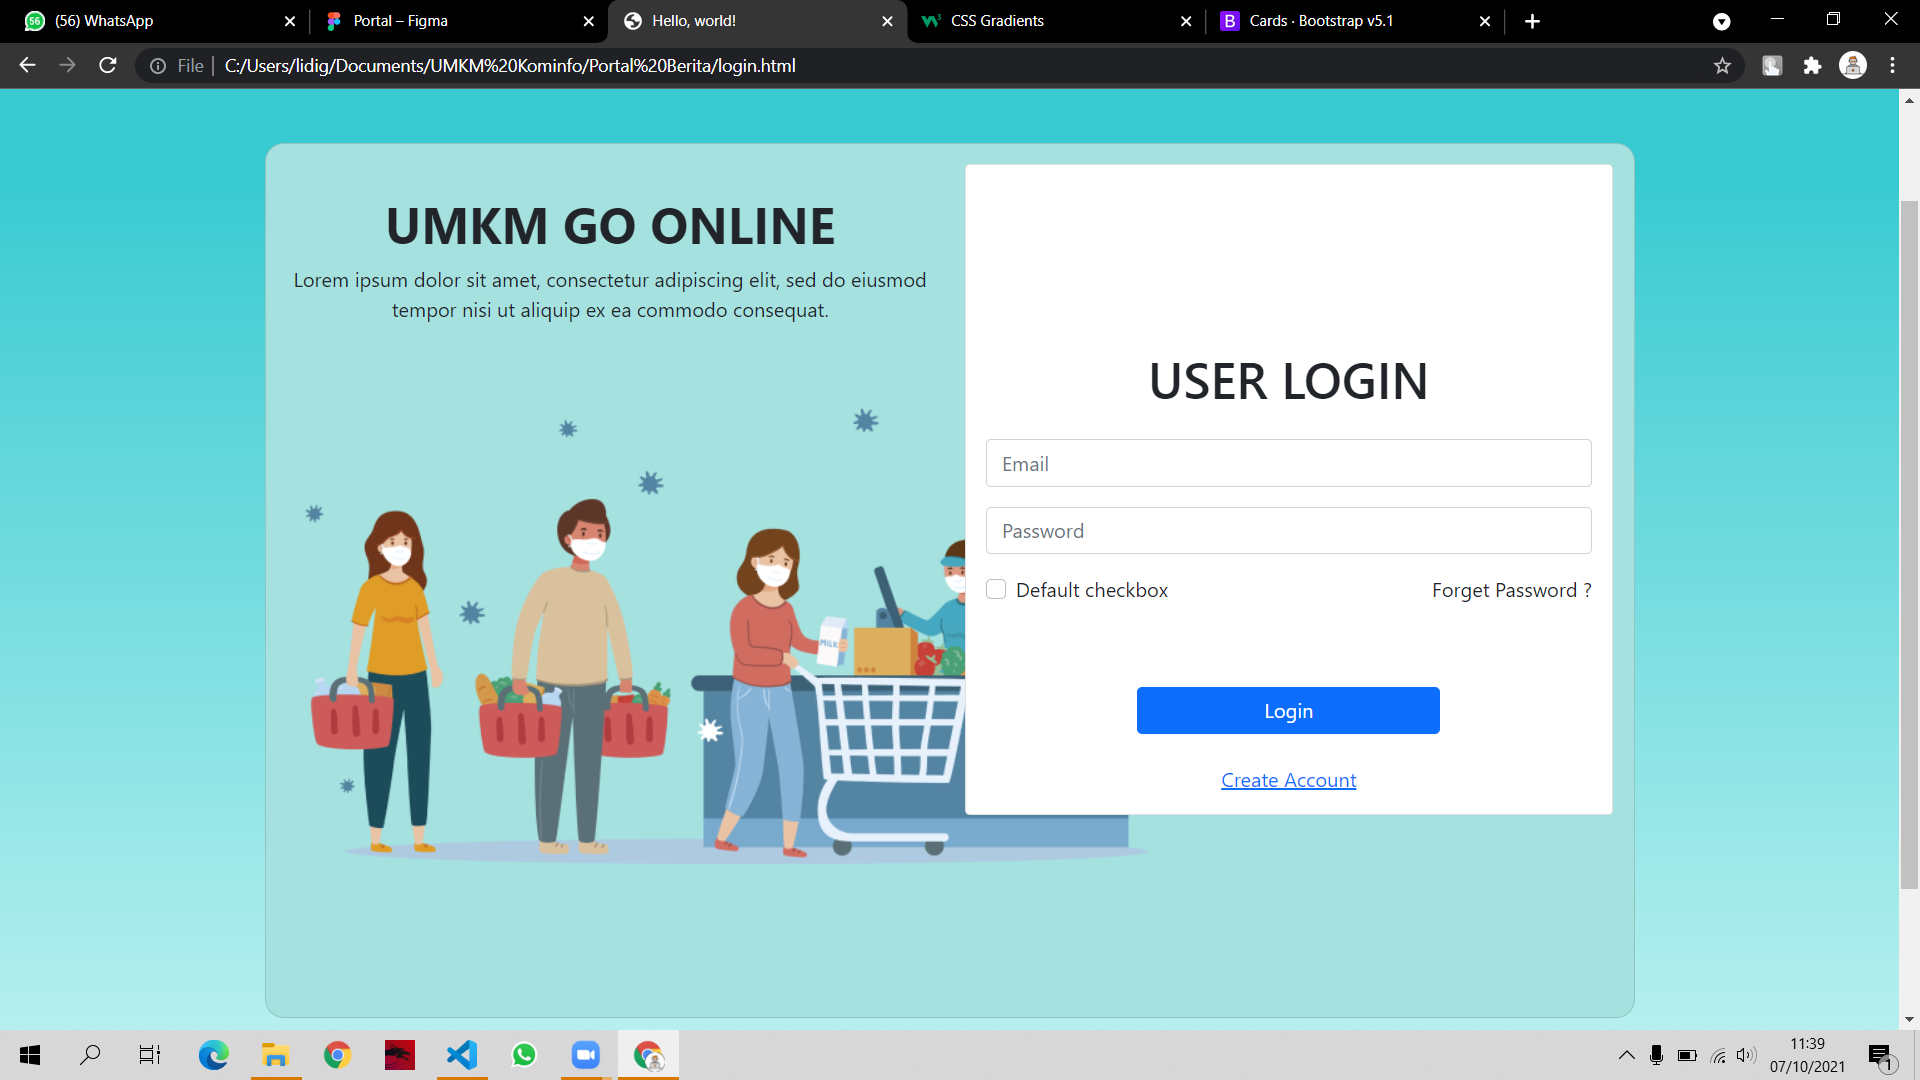 (56) WhatsApp
Portal – Figma
Hello, world!
CSS Gradients
Cards · Bootstrap v5.1
File
C:/Users/lidig/Documents/UMKM%20Kominfo/Portal%20Berita/login.html
UMKM GO ONLINE
Lorem ipsum dolor sit amet, consectetur adipiscing elit, sed do eiusmod
tempor nisi ut aliquip ex ea commodo consequat.
MILK
USER LOGIN
Email
Password
Default checkbox
Forget Password ?
Login
Create Account
11:39
07/10/2021
1